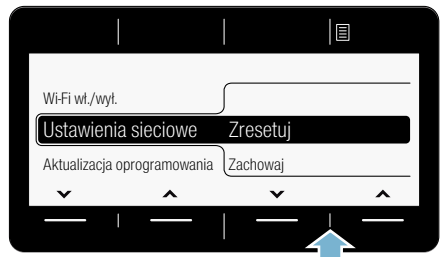 Wi-Fi wł./wył.
Ustawienia sieciowe Zresetuj
Aktualizacja oprogramowania Zachowaj